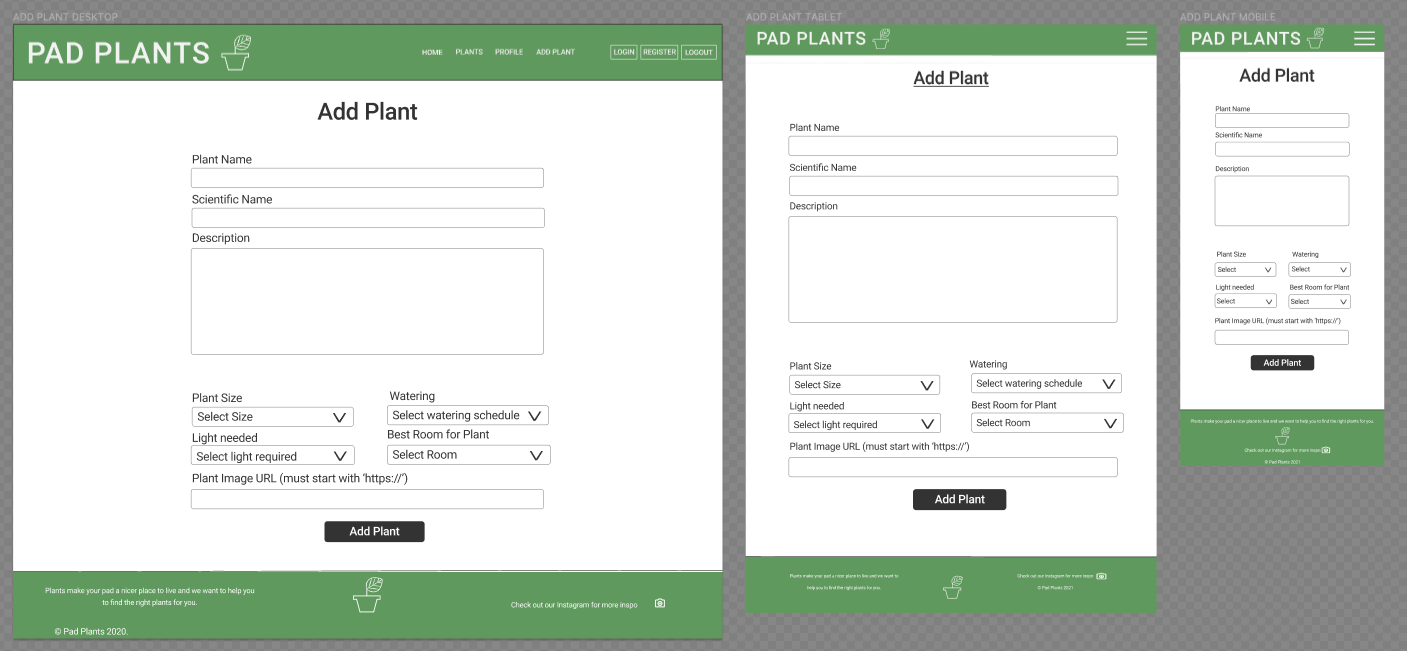 ADD PLANT DESKTOP
PAD PLANTS
HOME PLANTS PROFILE ADD PLANT LOGIN REGISTER LOGOUT
Add Plant
Plant Name
Scientific Name
Description
Plant Size
Watering
Select Size
Select watering schedule
Light needed
Best Room for Plant
Select light required
Select Room
Plant Image URL (must start with 'https://')
Add Plant
Plants make your pad a nicer place to live and we want to help you
to find the right plants for you.
Check out our Instagram for more inspo
© Pad Plants 2020.
ADD PLANT TABLET
PAD PLANTS
Add Plant
Plant Name
Scientific Name
Description
Plant Size
Watering
Select Size
Select watering schedule
Light needed
Best Room for Plant
Select light required
Select Room
Plant Image URL (must start with 'https://')
Add Plant
Plants make your pad a nicer place to live and we want to
help you to find the right plants for you.
Check out our Instagram for more inspo
© Pad Plants 2021
ADD PLANT MOBILE
PAD PLANTS
Add Plant
Plant Name
Scientific Name
Description
Plant Size
Watering
Select
Select
Light needed
Best Room for Plant
Select
Select
Plant Image URL (must start with 'https://')
Add Plant
Plants make your pad a nicer place to live and we want to help you to find the right plants for you.
Check out our Instagram for more inspo
© Pad Plants 2021